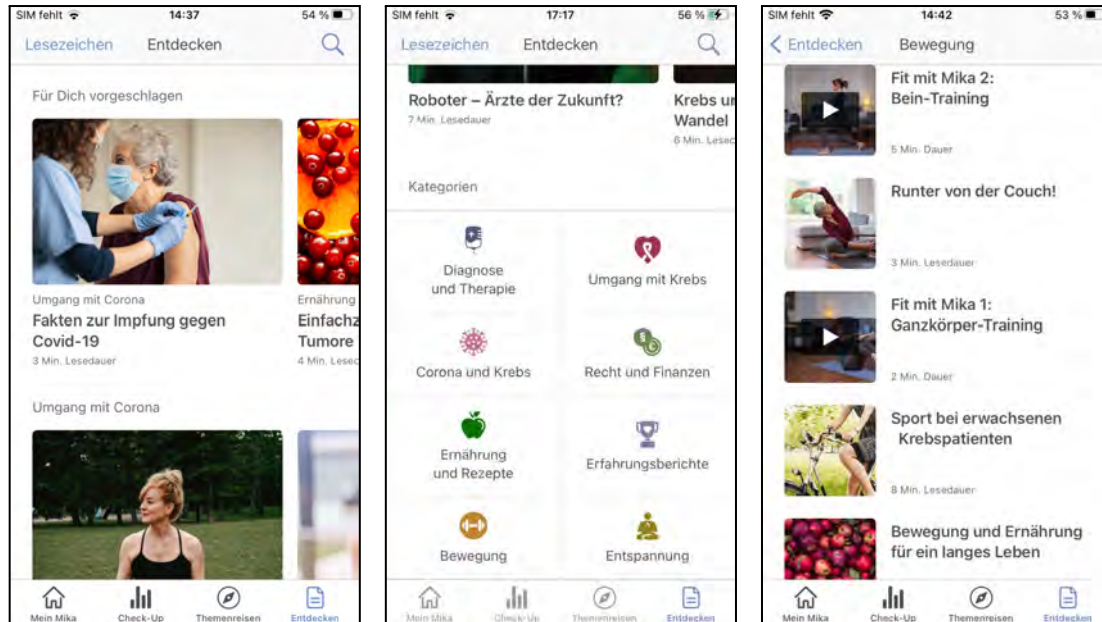 SIM fehlt 14:37 54 %
Lesezeichen Entdecken
Für Dich vorgeschlagen
Umgang mit Corona
Fakten zur Impfung gegen
Covid-19
3 Min. Lesedauer
Ernährung
Einfachz
Tumore
4 Min. Lesec
Umgang mit Corona
Mein Mika Check-Up Themenreisen Entdecken
SIM fehlt 17:17 56 %
Lesezeichen Entdecken
Roboter – Ärzte der Zukunft?
7 Min. Lesedauer
Krebs un
Wandel
6 Min. Lesec
Kategorien
Diagnose
und Therapie
Umgang mit Krebs
Corona und Krebs
Recht und Finanzen
Ernährung
und Rezepte
Erfahrungsberichte
Bewegung
Entspannung
Mein Mika Check-Up Themenreisen Entdecken
SIM fehlt 14:42 53 %
Entdecken Bewegung
Fit mit Mika 2:
Bein-Training
5 Min. Dauer
Runter von der Couch!
3 Min. Lesedauer
Fit mit Mika 1:
Ganzkörper-Training
2 Min. Dauer
Sport bei erwachsenen
Krebspatienten
8 Min. Lesedauer
Bewegung und Ernährung
für ein langes Leben
Mein Mika Check-Up Themenreisen Entdecken